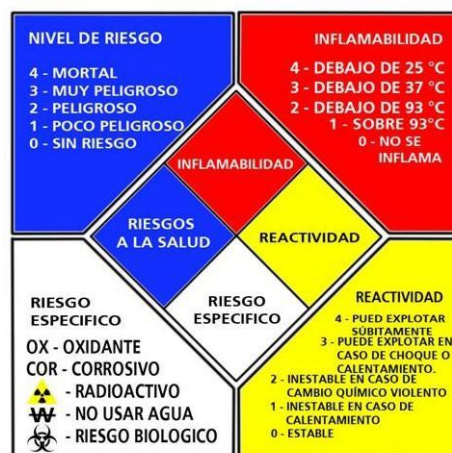 NIVEL DE RIESGO
4 - MORTAL
3 - MUY PELIGROSO
2 - PELIGROSO
1 - POCO PELIGROSO
0 - SIN RIESGO
INFLAMABILIDAD
4 - DEBAJO DE 25 °C
3 - DEBAJO DE 37 °C
2 - DEBAJO DE 93 °C
1 - SOBRE 93°C
0 - NO SE
INFLAMA
INFLAMABILIDAD
RIESGOS
A LA SALUD
REACTIVIDAD
RIESGO
ESPECIFICO
RIESGO
ESPECIFICO
OX - OXIDANTE
COR - CORROSIVO
- RADIOACTIVO
W - NO USAR AGUA
- RIESGO BIOLOGICO
REACTIVIDAD
4 - PUED EXPLOTAR
SÚBITAMENTE
3 - PUEDE EXPLOTAR EN
CASO DE CHOQUE O
CALENTAMIENTO.
2 - INESTABLE EN CASO DE
CAMBIO QUÍMICO VIOLENTO
1 - INESTABLE EN CASO DE
CALENTAMIENTO
0 - ESTABLE